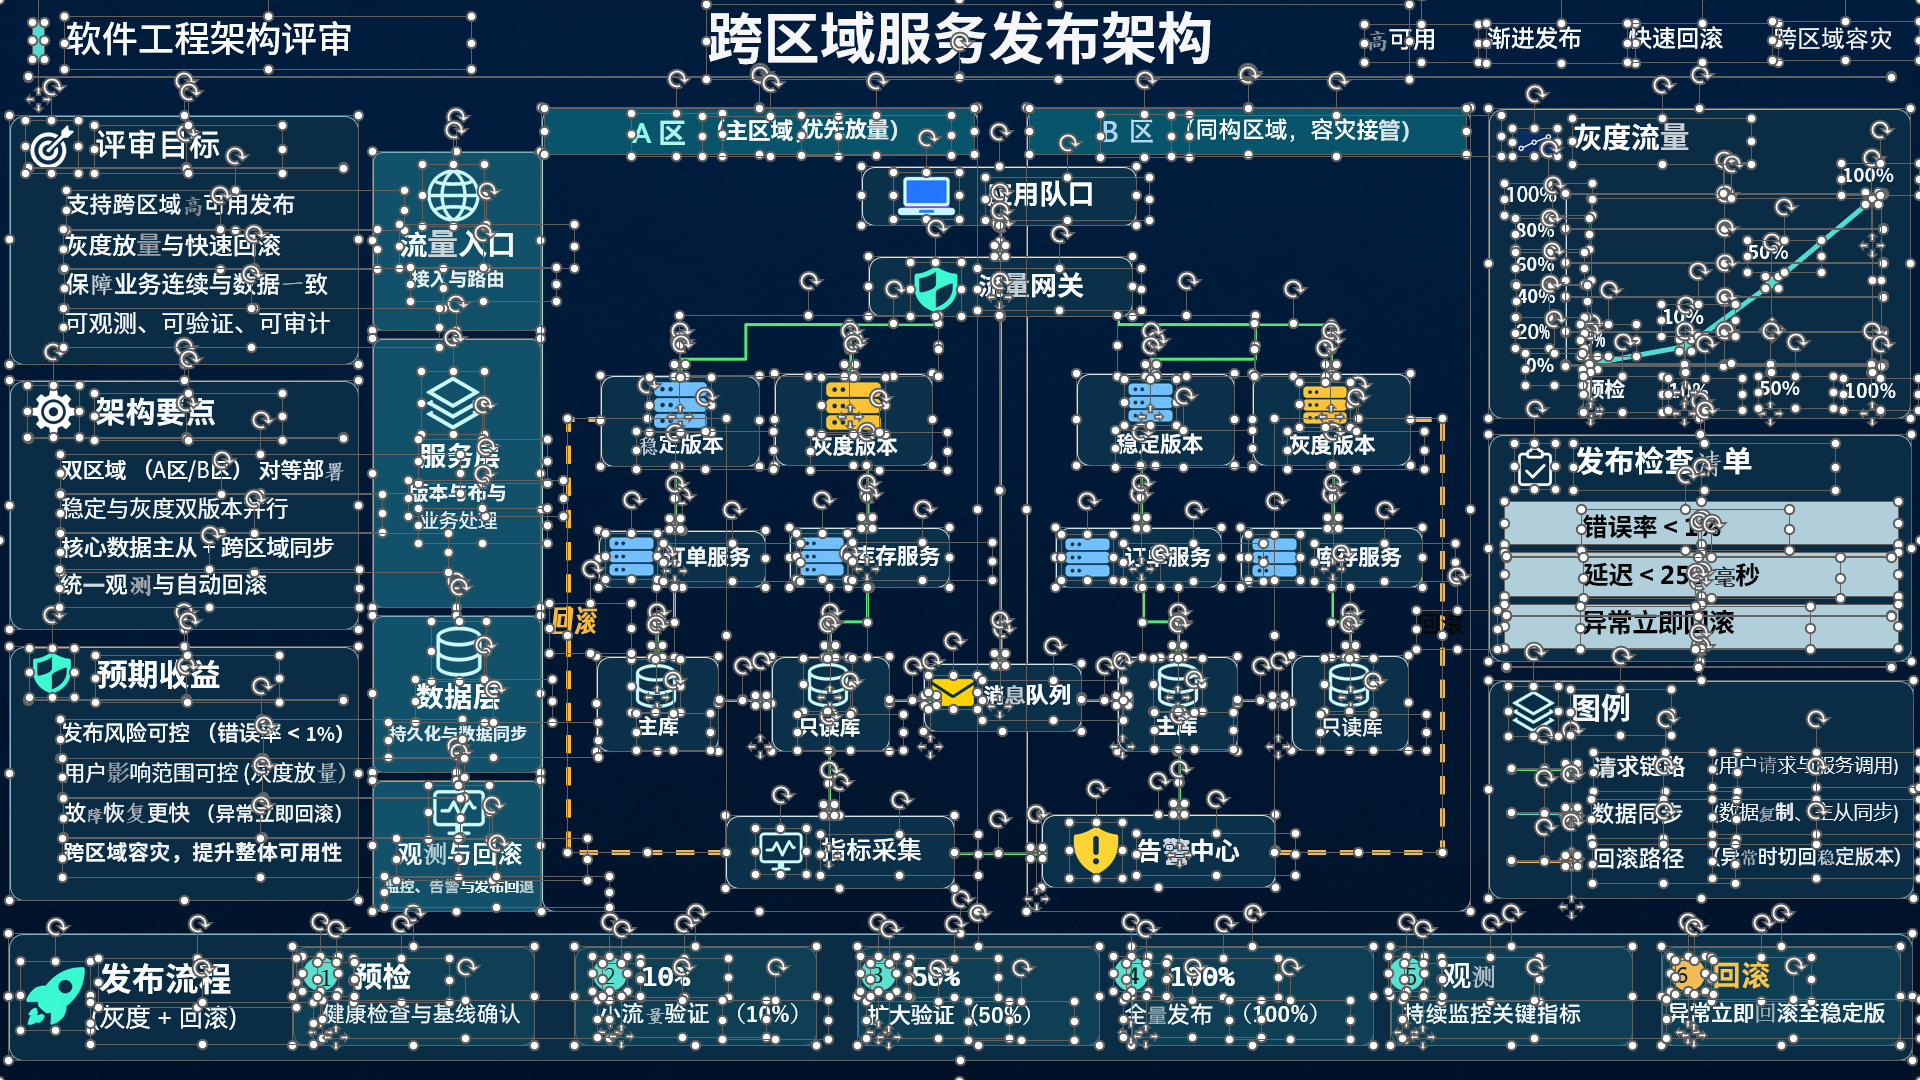 软件工程架构评审
跨区域服务发布架构
高可用
渐进发布
快速回滚
跨区域容灾
评审目标
支持跨区域高可用发布
灰度放量与快速回滚
保障业务连续与数据一致
可观测、可验证、可审计
架构要点
双区域（A区/B区）对等部署
稳定与灰度双版本并行
核心数据主从 + 跨区域同步
统一观测与自动回滚
预期收益
发布风险可控（错误率 < 1%）
用户影响范围可控 (灰度放量)
故障恢复更快（异常立即回滚）
跨区域容灾，提升整体可用性
流量入口
接入与路由
服务层
版本与布与
业务处理
数据层
持久化与数据同步
观测与回滚
监控、告警与发布回退
A 区（主区域,优先放量)
B 区（同构区域，容灾接管）
应用队口
流量网关
稳定版本
灰度版本
稳定版本
灰度版本
订单服务
库存服务
订单服务
库存服务
回滚
回滚
主库
只读库
消息队列
主库
只读库
指标采集
告警中心
灰度流量
100%
80%
60%
40%
20%
0%
10%
50%
100%
预检
10%
50%
100%
发布检查清单
错误率 < 1%
延迟 < 250毫秒
异常立即回滚
图例
请求链路 (用户请求与服务调用)
数据同步 (数据复制、主从同步)
回滚路径 (异常时切回稳定版本)
发布流程
(灰度 + 回滚)
1 预检
健康检查与基线确认
2 10%
小流量验证（10%）
3 50%
扩大验证（50%）
4 100%
全量发布（100%）
5 观测
持续监控关键指标
6 回滚
异常立即回滚至稳定版